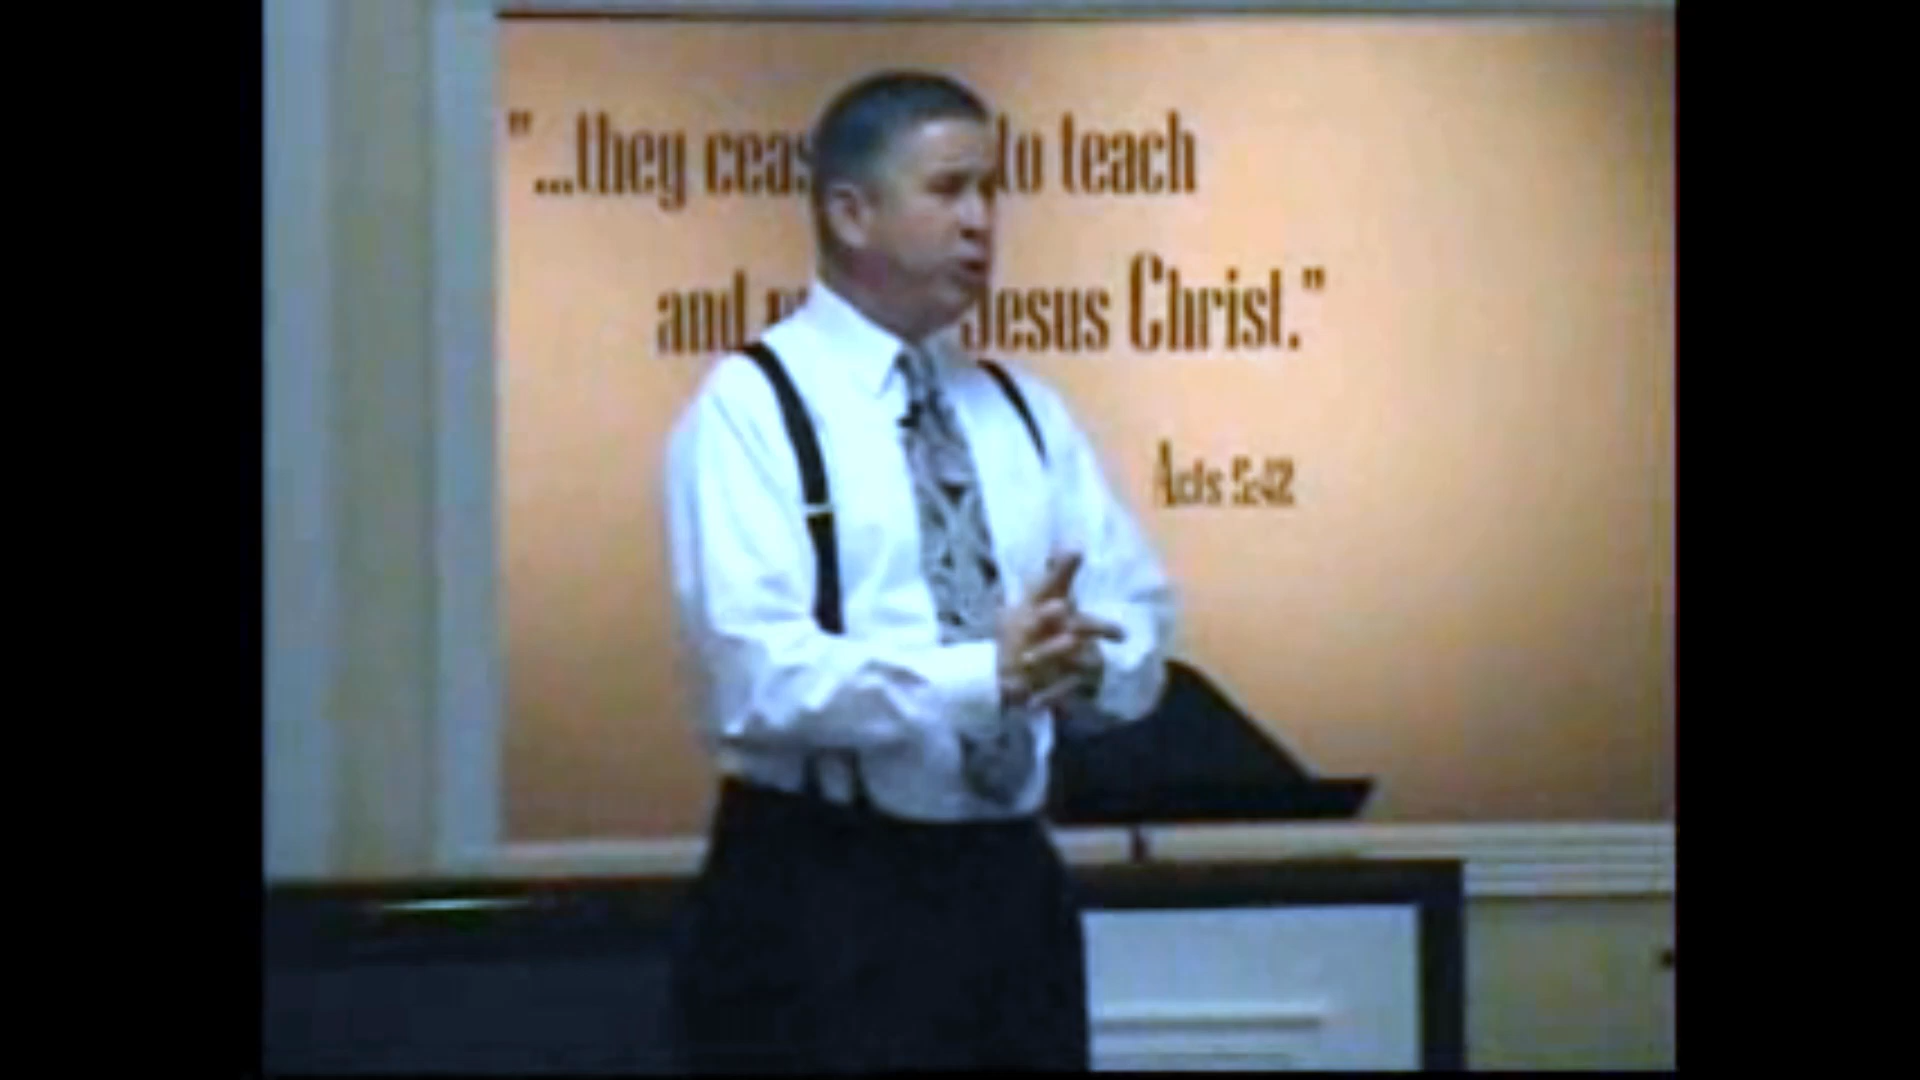 "...they ceas to teach
and Jesus Christ."
Acts 5:42